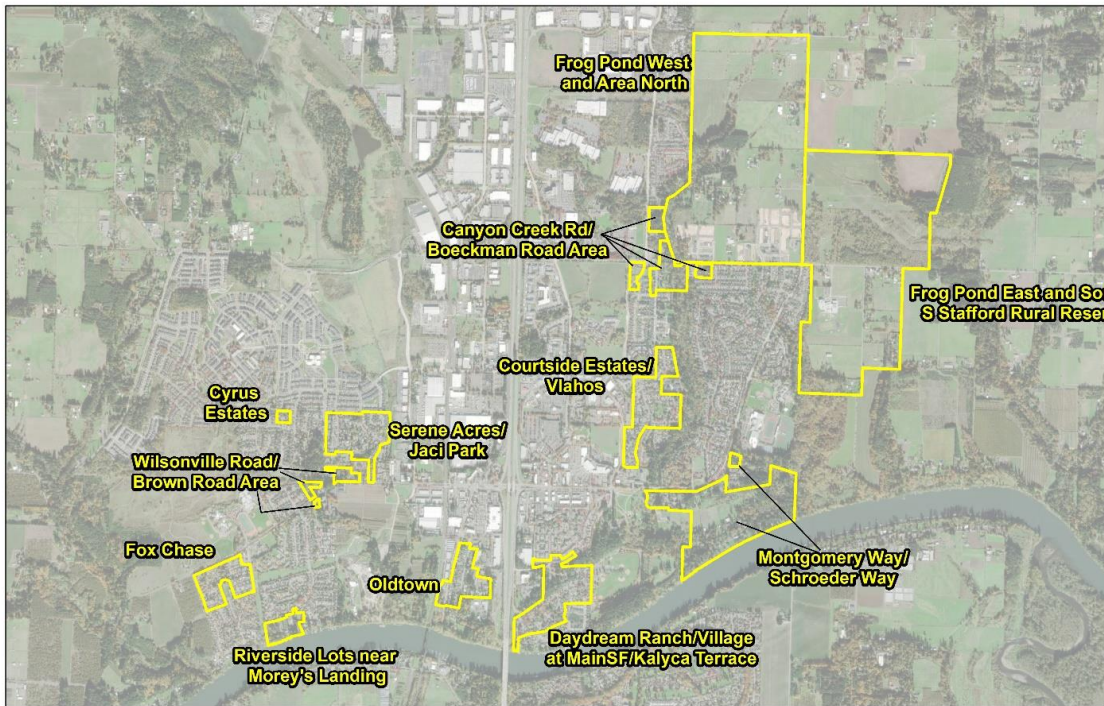 Frog Pond West
and Area North
Canyon Creek Rd/
Boeckman Road Area
Frog Pond East and So
S Stafford Rural Reser
Courtside Estates/
Vlahos
Cyrus
Estates
Serene Acres/
Jaci Park
Wilsonville Road/
Brown Road Area
Fox Chase
Oldtown
Montgomery Way/
Schroeder Way
Riverside Lots near
Morey's Landing
Daydream Ranch/Village
at MainSF/Kalyca Terrace